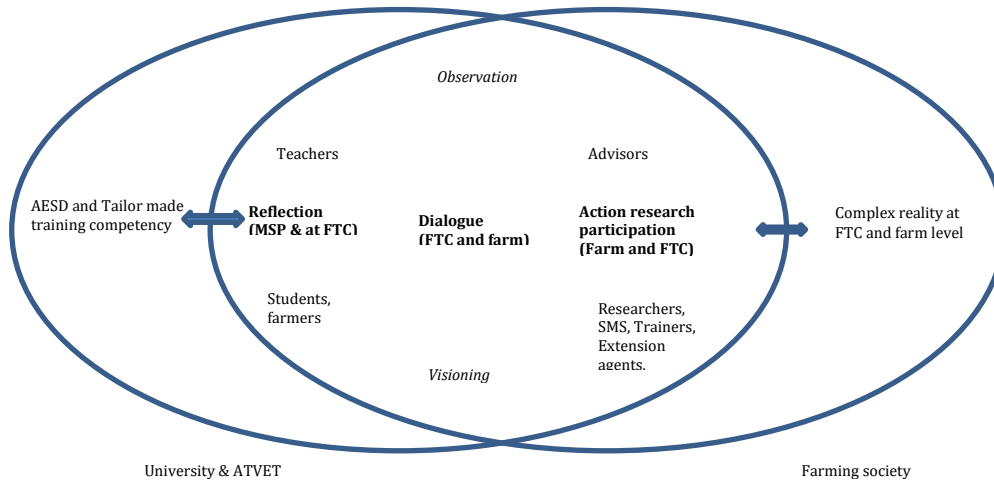 Observation
Teachers
Advisors
AESD and Tailor made
training competency
Reflection
(MSP & at FTC)
Dialogue
(FTC and farm)
Action research
participation
(Farm and FTC)
Complex reality at
FTC and farm level
Students,
farmers
Researchers,
SMS, Trainers,
Extension
agents.
Visioning
University & ATVET
Farming society